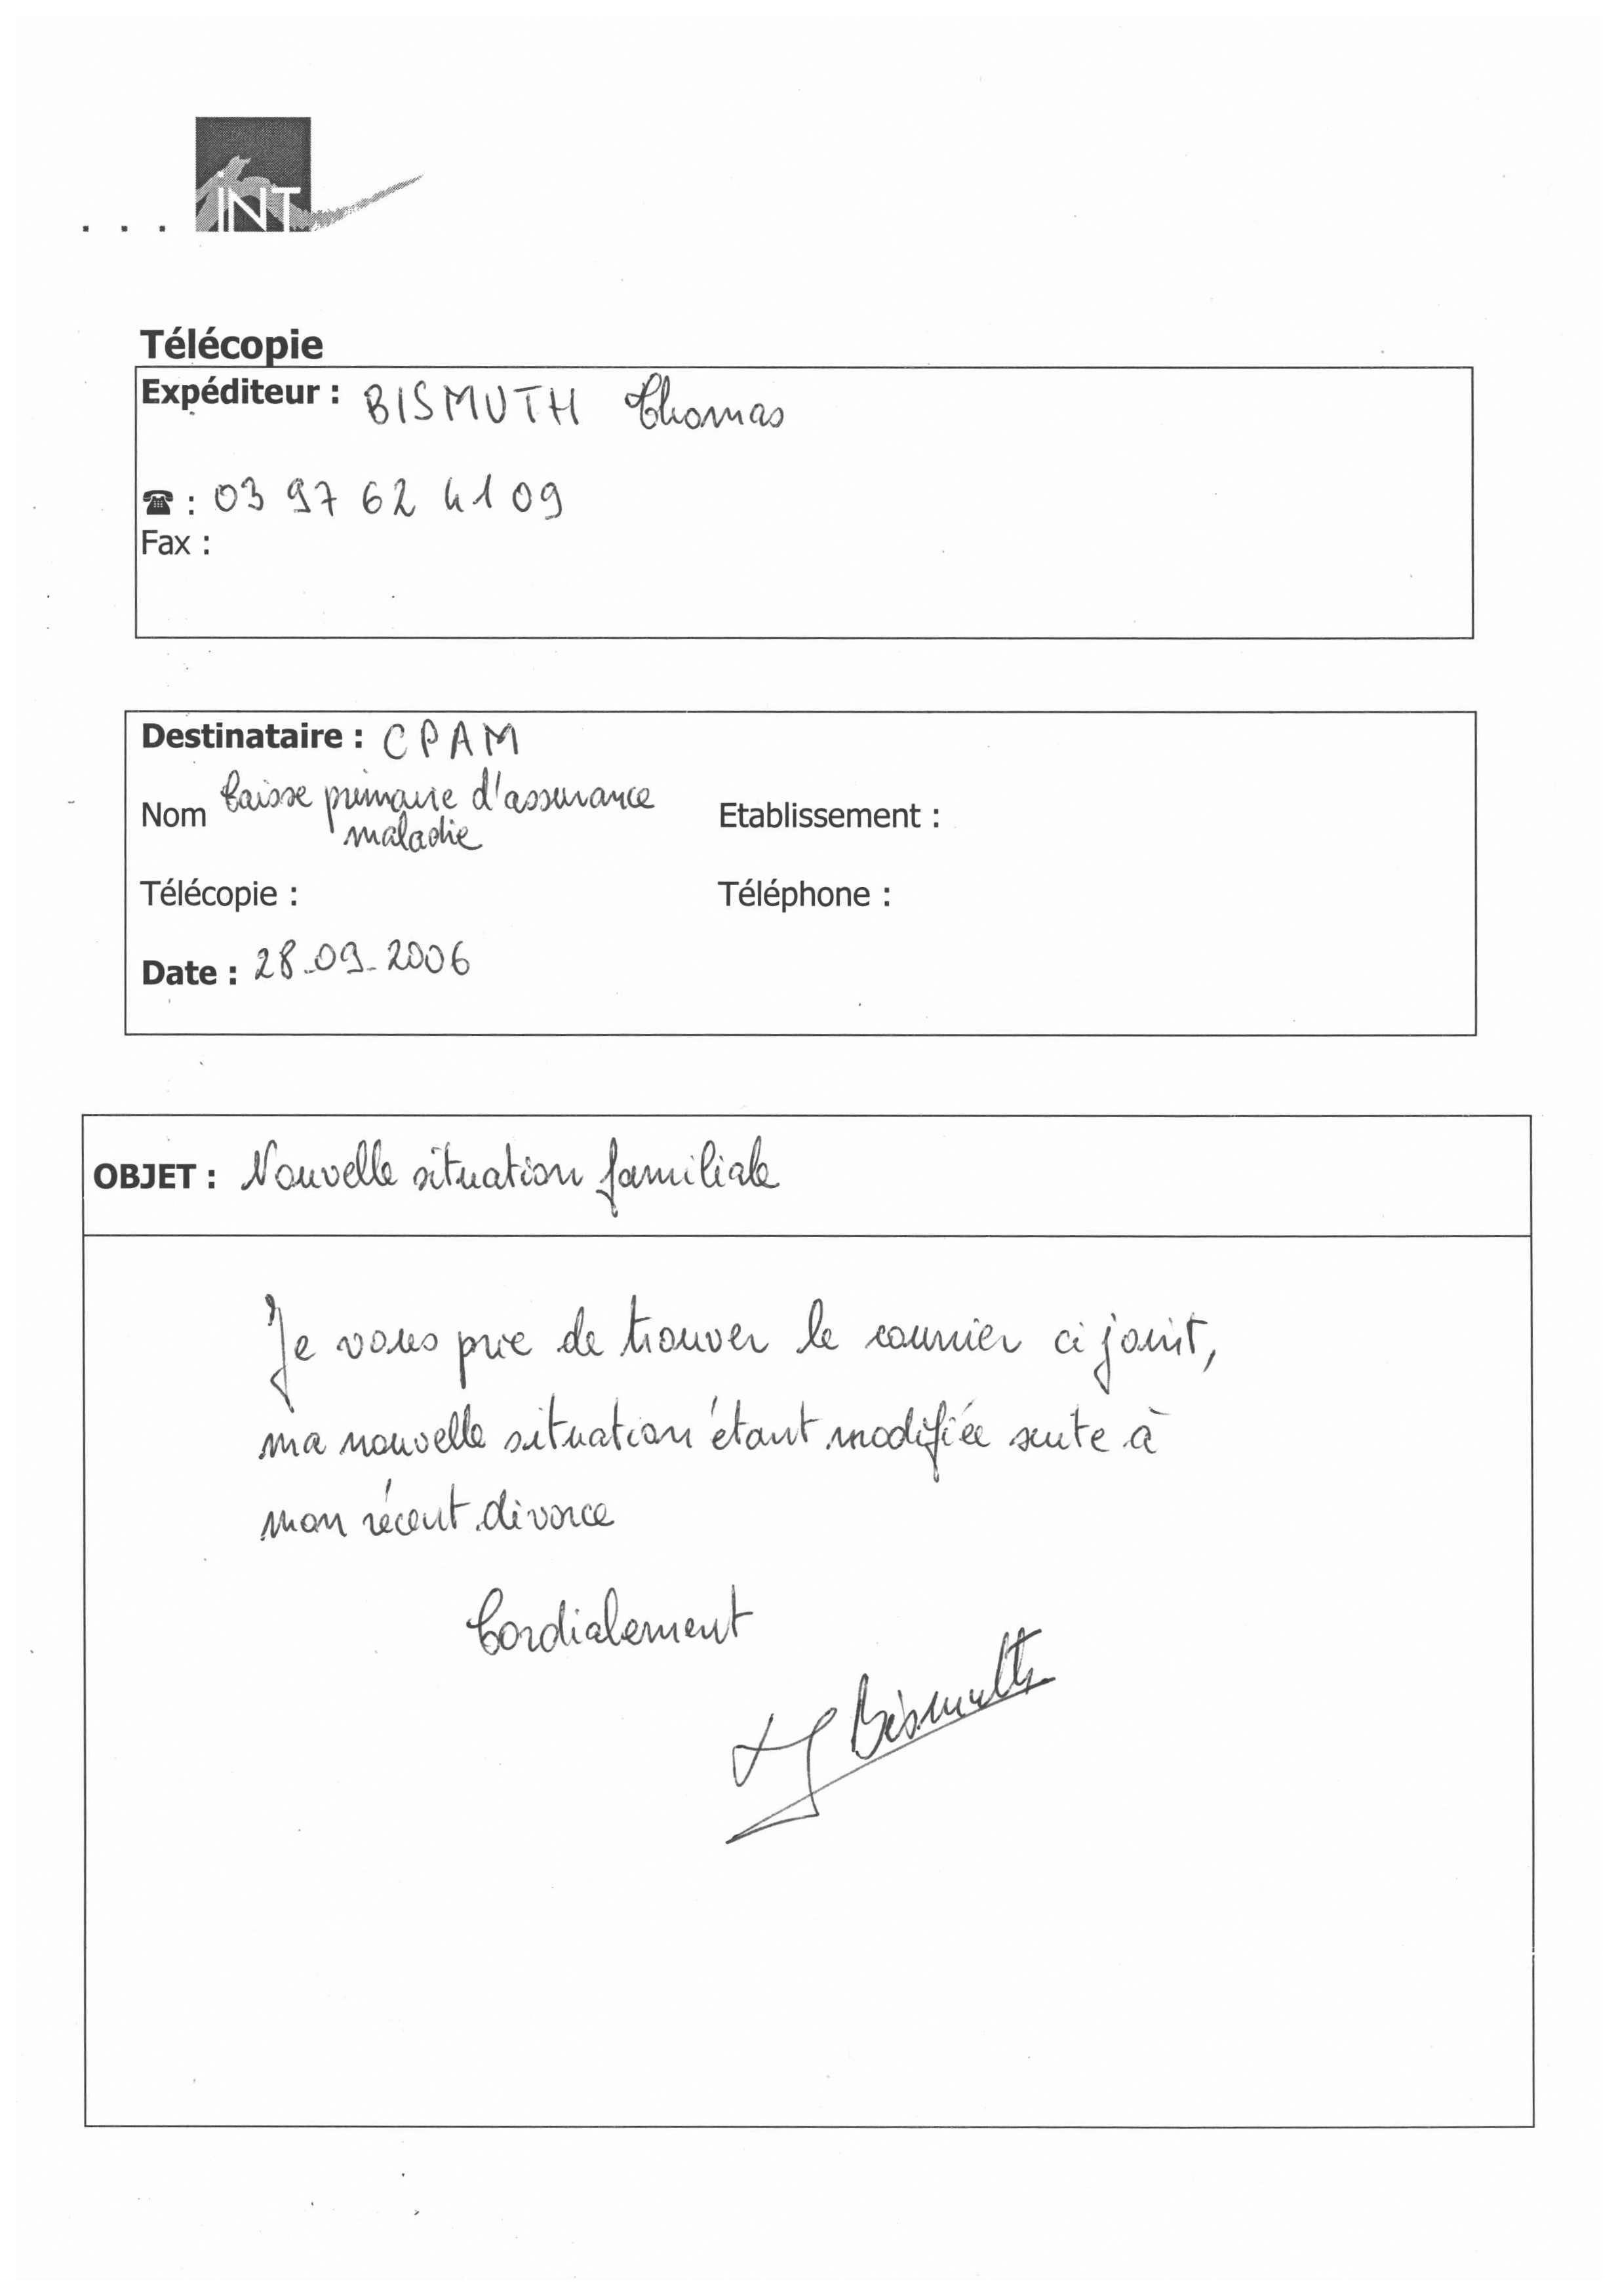 . . . INT
Télécopie
Expéditeur : BISMUTH Thomas
☎ : 03 97 62 41 09
Fax :
Destinataire : CPAM
Nom Caisse primaire d'assurance
maladie
Etablissement :
Télécopie :
Téléphone :
Date : 28-09-2006
OBJET : Nouvelle situation familiale
Je vous prie de trouver le courrier ci joint,
ma nouvelle situation étant modifiée suite à
mon récent divorce
Cordialement
Bismuth